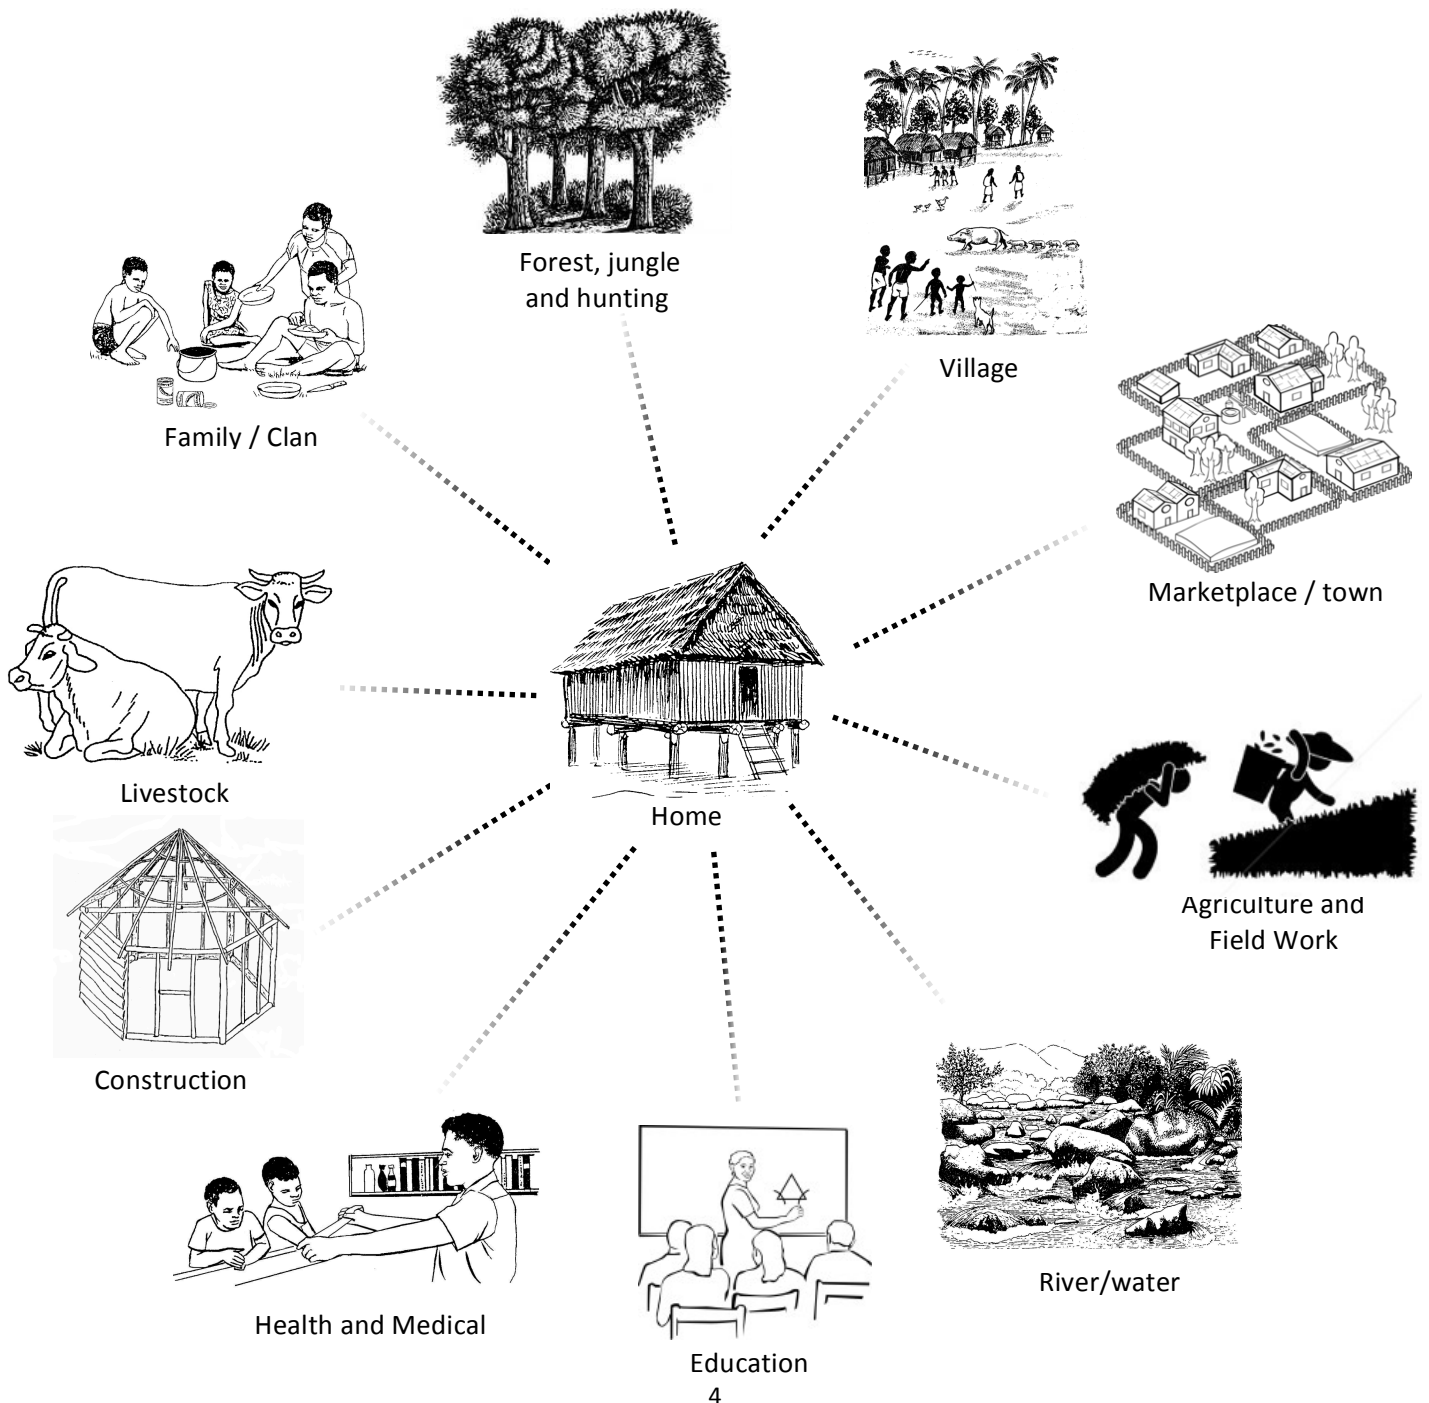 Forest, jungle
and hunting
Village
Family / Clan
Marketplace / town
Livestock
Home
Agriculture and
Field Work
Construction
River/water
Health and Medical
Education
4